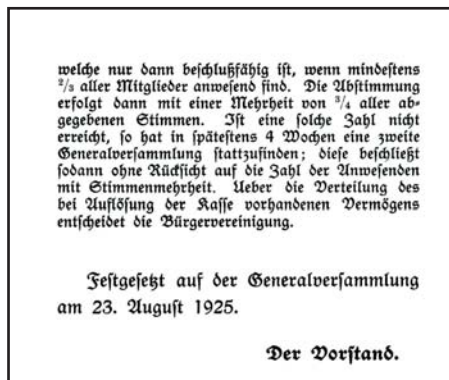 welche nur dann beschlußfähig ist, wenn mindestens
²/₃ aller Mitglieder anwesend sind. Die Abstimmung
erfolgt dann mit einer Mehrheit von ³/₄ aller ab-
gegebenen Stimmen. Ist eine solche Zahl nicht
erreicht, so hat in spätestens 4 Wochen eine zweite
Generalversammlung stattzufinden; diese beschließt
sodann ohne Rücksicht auf die Zahl der Anwesenden
mit Stimmenmehrheit. Ueber die Verteilung des
bei Auflösung der Kasse vorhandenen Vermögens
entscheidet die Bürgervereinigung.
Festgesetzt auf der Generalversammlung
am 23. August 1925.
Der Vorstand.